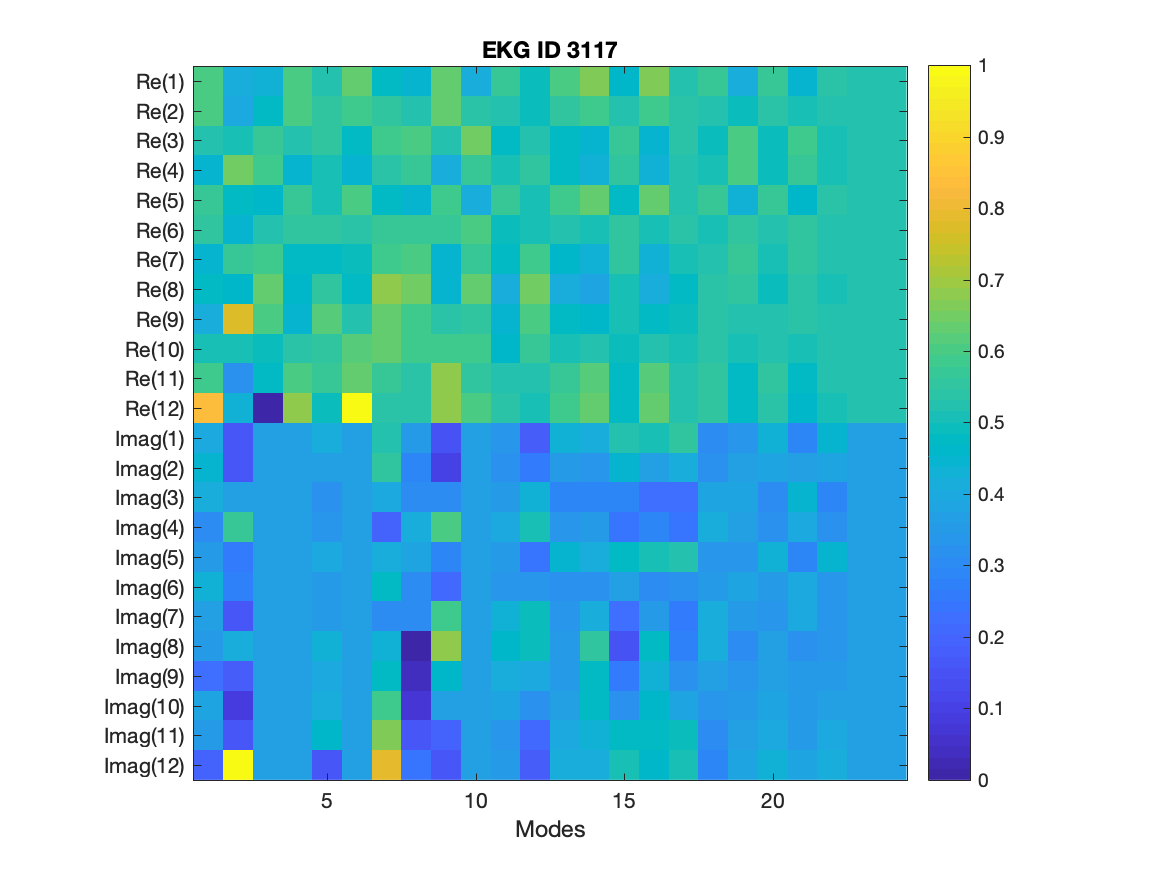 EKG ID 3117
Re(1)
Re(2)
Re(3)
Re(4)
Re(5)
Re(6)
Re(7)
Re(8)
Re(9)
Re(10)
Re(11)
Re(12)
Imag(1)
Imag(2)
Imag(3)
Imag(4)
Imag(5)
Imag(6)
Imag(7)
Imag(8)
Imag(9)
Imag(10)
Imag(11)
Imag(12)
5 10 15 20
Modes
1
0.9
0.8
0.7
0.6
0.5
0.4
0.3
0.2
0.1
0